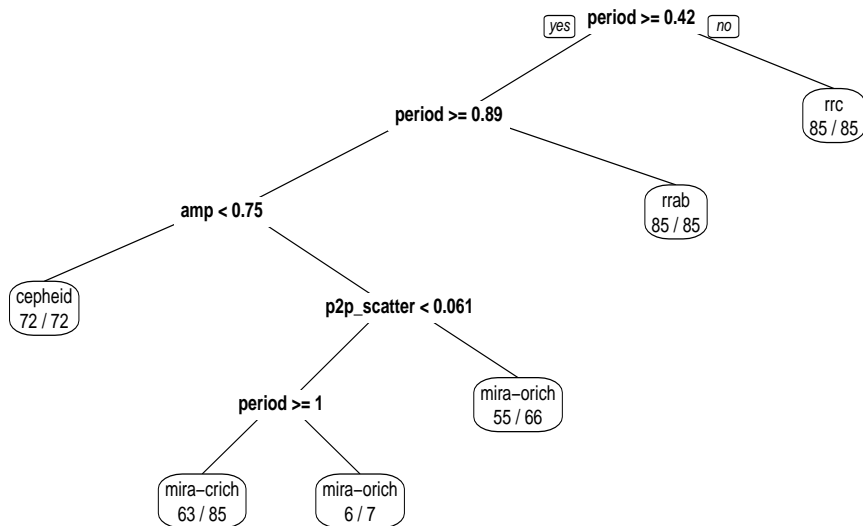 period >= 0.42
yes
no
period >= 0.89
rrc
85 / 85
amp < 0.75
rrab
85 / 85
cepheid
72 / 72
p2p_scatter < 0.061
period >= 1
mira−orich
55 / 66
mira−crich
63 / 85
mira−orich
6 / 7